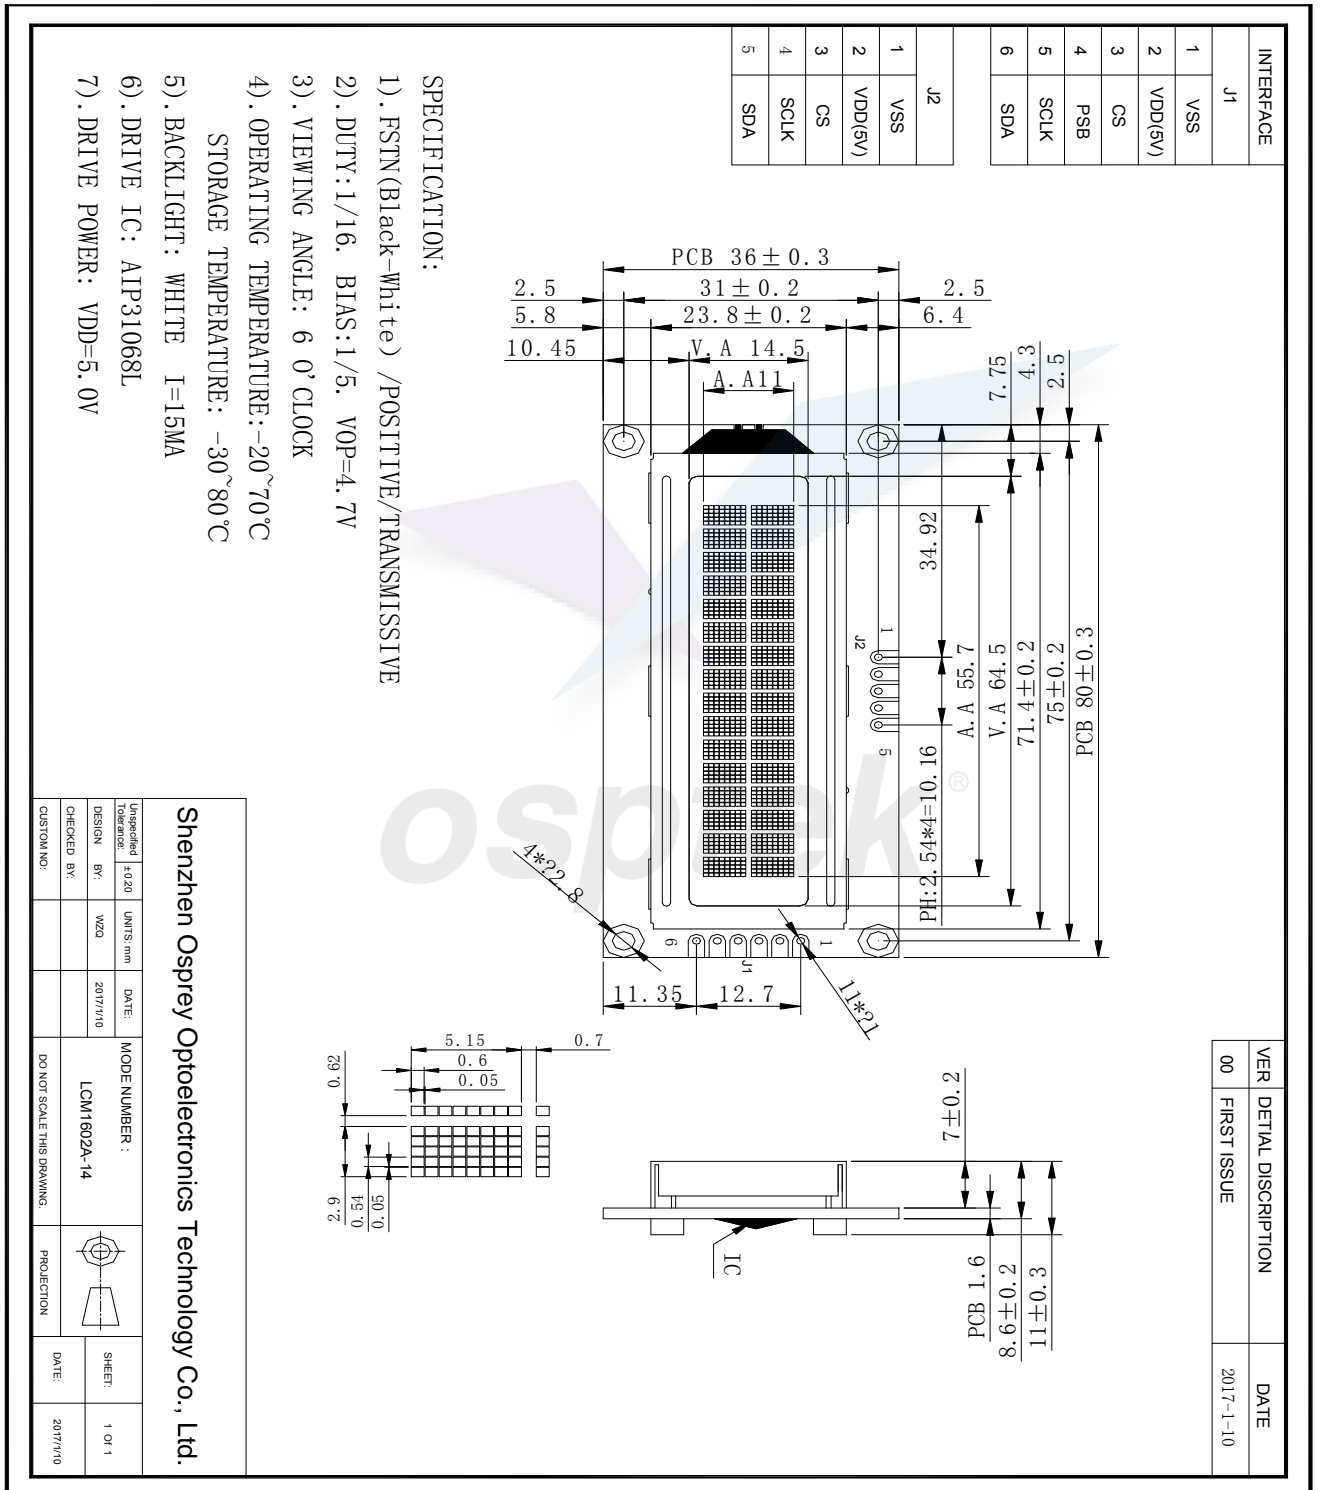 INTERFACE
J1
1 VSS
2 VDD(5V)
3 CS
4 PSB
5 SCLK
6 SDA
J2
1 VSS
2 VDD(5V)
3 CS
4 SCLK
5 SDA
VER DETIAL DISCRIPTION DATE
00 FIRST ISSUE 2017-1-10
PCB 36±0.3
2.5 31±0.2 2.5
5.8 23.8±0.2 6.4
10.45 V.A 14.5
A.A11
PCB 80±0.3
2.5 75±0.2
4.3 71.4±0.2
7.75 V.A 64.5
A.A 55.7
34.92 PH:2.54*4=10.16
1 J2 5
1 J1 6
4*?2.8
11*?1
11.35 12.7
11±0.3
8.6±0.2
PCB 1.6
7±0.2
IC
5.15 0.7
0.6
0.05
0.62
0.05
0.54
2.9
osptek®
SPECIFICATION:
1).FSTN(Black-White) /POSITIVE/TRANSMISSIVE
2).DUTY:1/16. BIAS:1/5. VOP=4.7V
3).VIEWING ANGLE: 6 O'CLOCK
4).OPERATING TEMPERATURE:-20~70℃
STORAGE TEMPERATURE: -30~80℃
5).BACKLIGHT: WHITE I=15MA
6).DRIVE IC: AIP31068L
7).DRIVE POWER: VDD=5.0V
Shenzhen Osprey Optoelectronics Technology Co., Ltd.
Unspecified Tolerance: ±0.20 UNITS: mm DATE: MODE NUMBER :
DESIGN BY: WZQ 2017/1/10 LCM1602A-14 SHEET: 1 Of 1
CHECKED BY:
CUSTOM NO: DO NOT SCALE THIS DRAWING. PROJECTION DATE: 2017/1/10